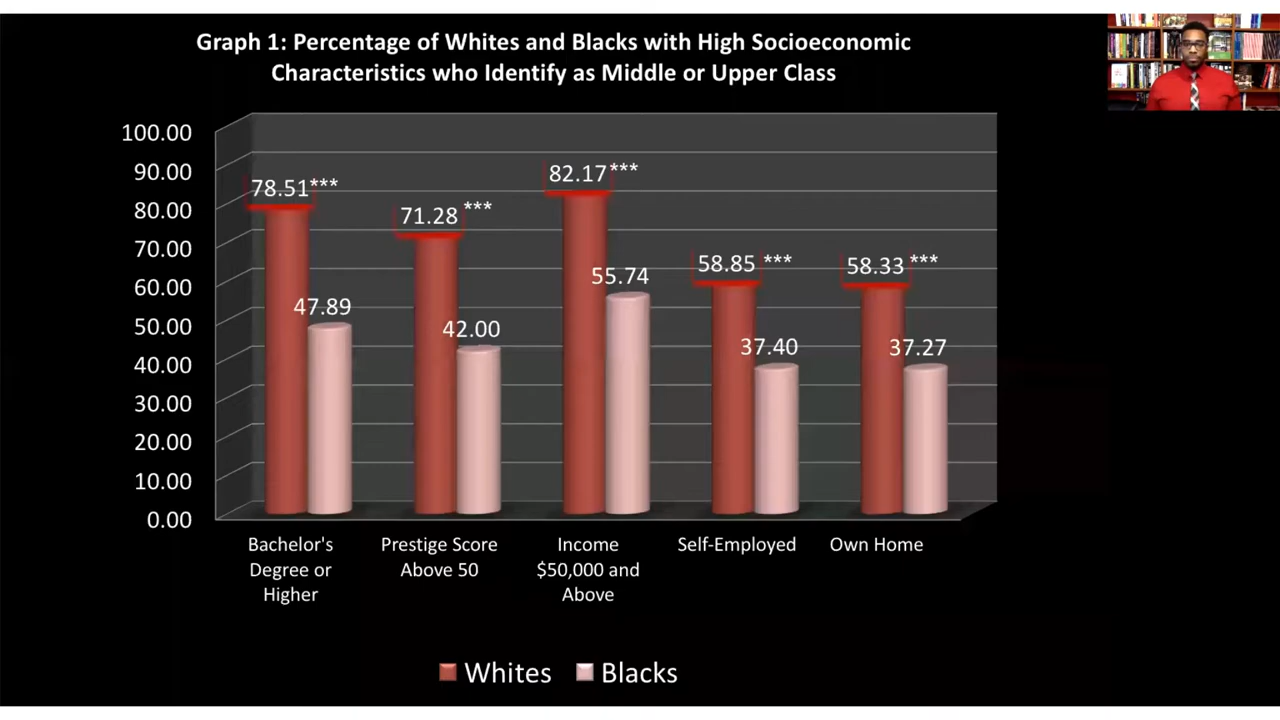 Graph 1: Percentage of Whites and Blacks with High Socioeconomic
Characteristics who Identify as Middle or Upper Class
100.00
90.00
80.00
70.00
60.00
50.00
40.00
30.00
20.00
10.00
0.00
78.51***
47.89
71.28***
42.00
82.17***
55.74
58.85***
37.40
58.33***
37.27
Bachelor's
Degree or
Higher
Prestige Score
Above 50
Income
$50,000 and
Above
Self-Employed
Own Home
Whites
Blacks